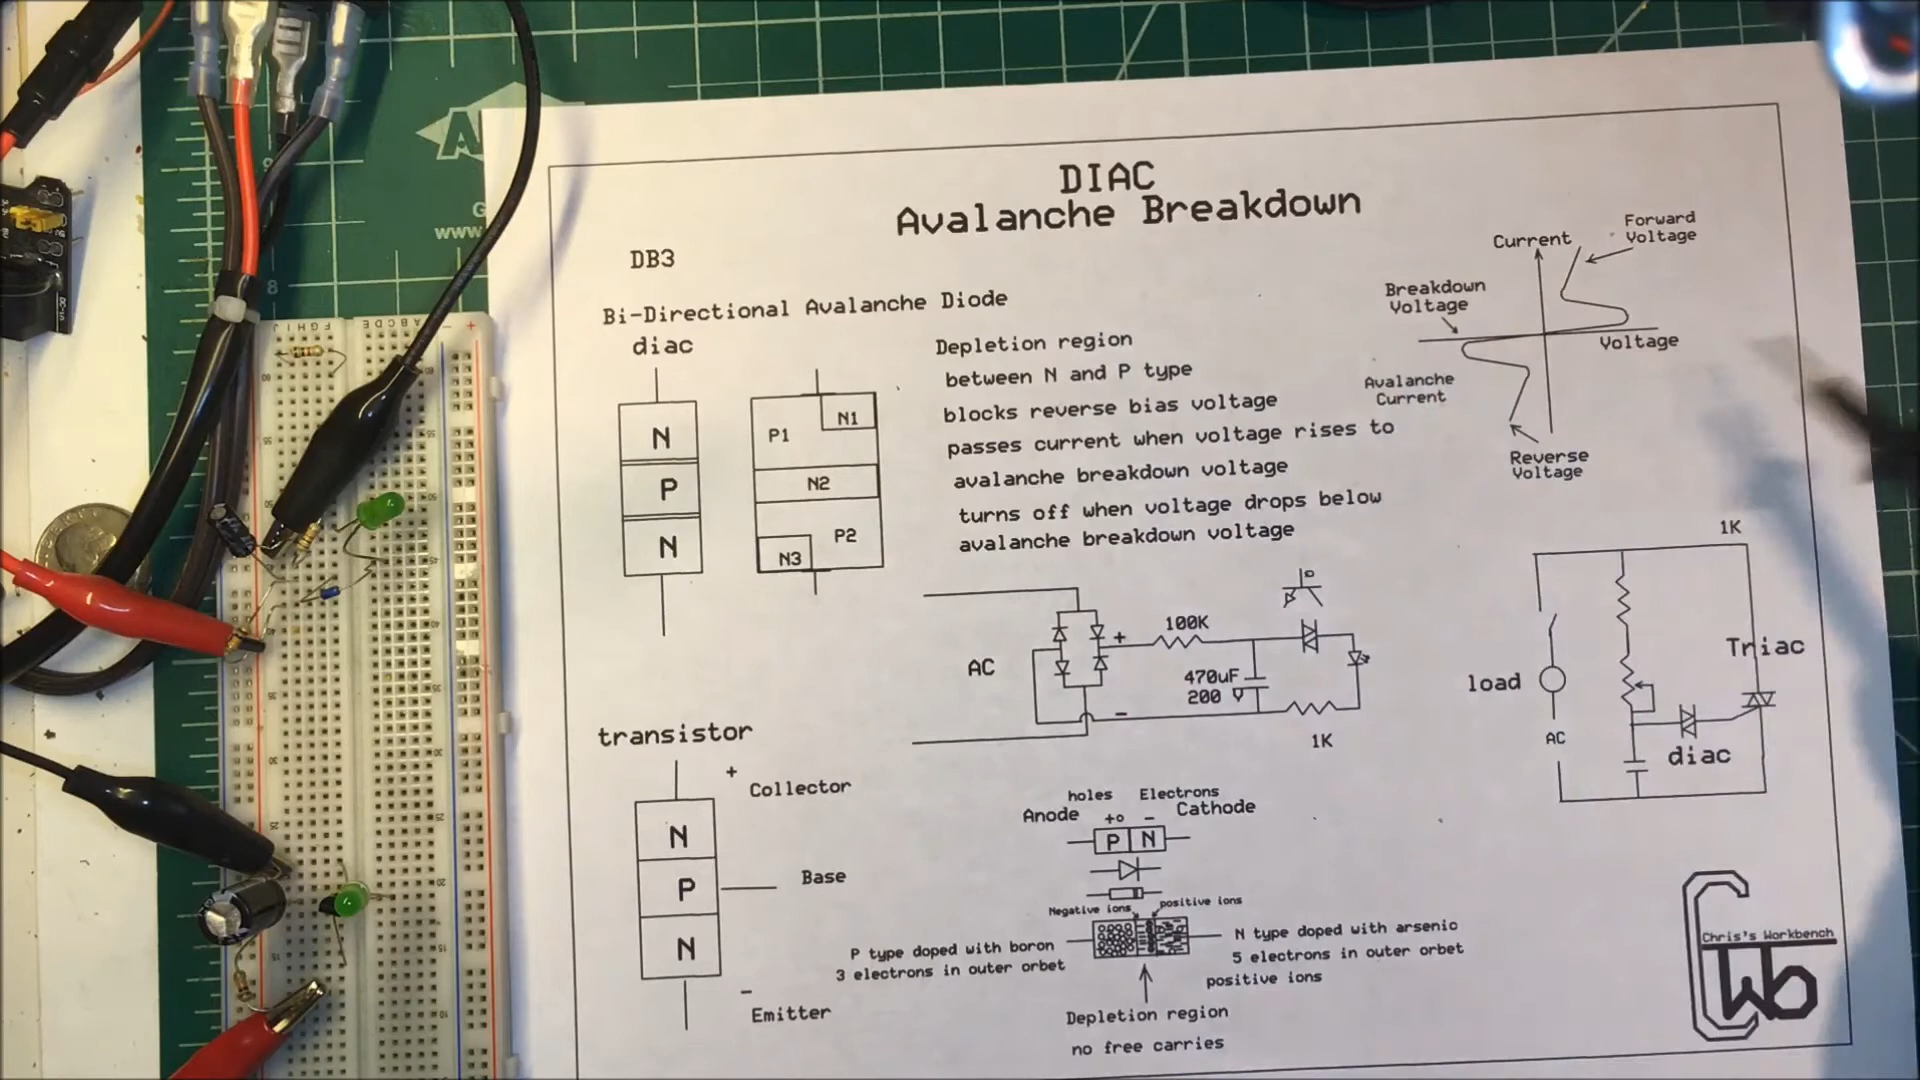 DIAC
Avalanche Breakdown
DB3
Bi-Directional Avalanche Diode
diac
N
P
N
P1
N1
N2
P2
N3
Depletion region
between N and P type
blocks reverse bias voltage
passes current when voltage rises to
avalanche breakdown voltage
turns off when voltage drops below
avalanche breakdown voltage
Current
Forward
Voltage
Breakdown
Voltage
Voltage
Avalanche
Current
Reverse
Voltage
AC
+
100K
470uF
200 V
-
1K
1K
Triac
load
AC
diac
transistor
+
Collector
N
P
Base
N
-
Emitter
holes
Electrons
Anode
+o
-
Cathode
P
N
Negative ions
positive ions
P type doped with boron
3 electrons in outer orbet
N type doped with arsenic
5 electrons in outer orbet
positive ions
Depletion region
no free carries
Chris's Workbench
CWb
www